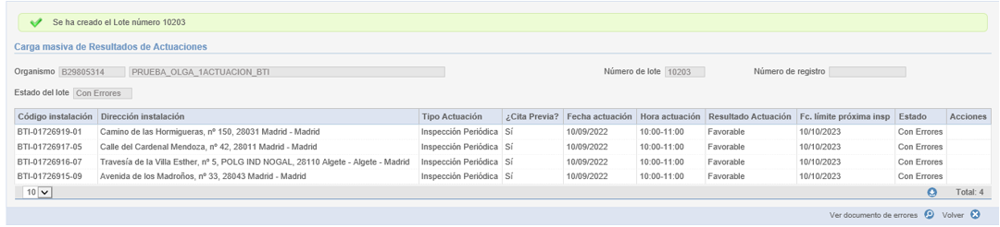 Se ha creado el Lote número 10203
Carga masiva de Resultados de Actuaciones
Organismo B29805314 PRUEBA_OLGA_1ACTUACION_BTI Número de lote 10203 Número de registro
Estado del lote Con Errores
Código instalación Dirección instalación Tipo Actuación ¿Cita Previa? Fecha actuación Hora actuación Resultado Actuación Fc. límite próxima insp Estado Acciones
BTI-01726919-01 Camino de las Hormigueras, nº 150, 28031 Madrid - Madrid Inspección Periódica Sí 10/09/2022 10:00-11:00 Favorable 10/10/2023 Con Errores
BTI-01726917-05 Calle del Cardenal Mendoza, nº 42, 28011 Madrid - Madrid Inspección Periódica Sí 10/09/2022 10:00-11:00 Favorable 10/10/2023 Con Errores
BTI-01726916-07 Travesía de la Villa Esther, nº 5, POLG IND NOGAL, 28110 Algete - Algete - Madrid Inspección Periódica Sí 10/09/2022 10:00-11:00 Favorable 10/10/2023 Con Errores
BTI-01726915-09 Avenida de los Madroños, nº 33, 28043 Madrid - Madrid Inspección Periódica Sí 10/09/2022 10:00-11:00 Favorable 10/10/2023 Con Errores
10 Total: 4
Ver documento de errores Volver